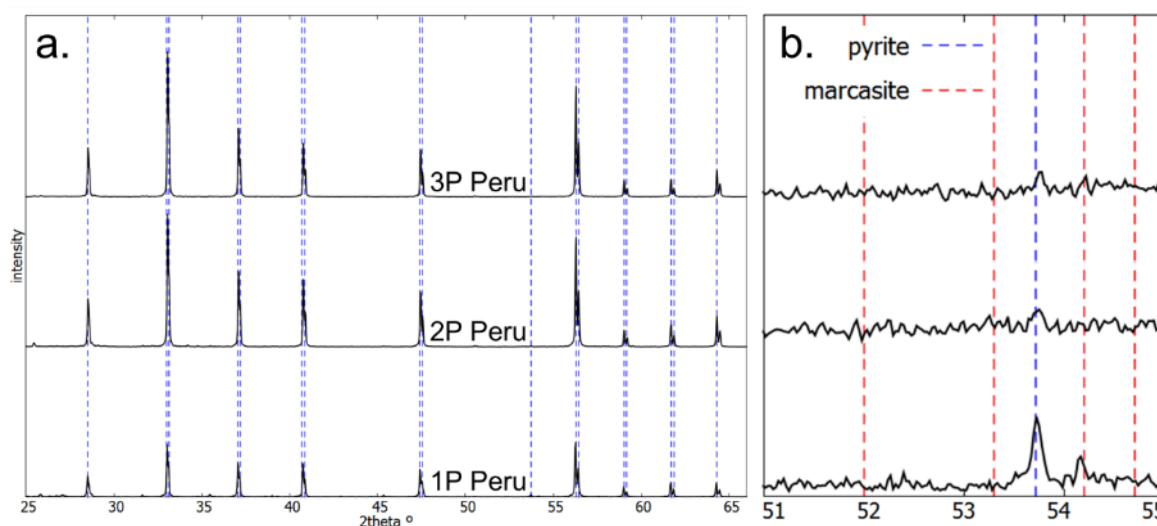 a.
3P Peru
2P Peru
1P Peru
intensity
25 30 35 40 45 50 55 60 65
2theta °
b.
pyrite
marcasite
51 52 53 54 55